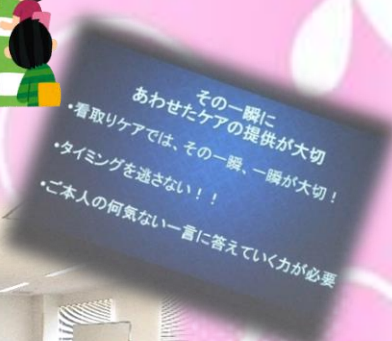 その一瞬に
あわせたケアの提供が大切
・看取りケアでは、その一瞬、一瞬が大切！
・タイミングを逃さない！！
・ご本人の何気ない一言に答えていく力が必要